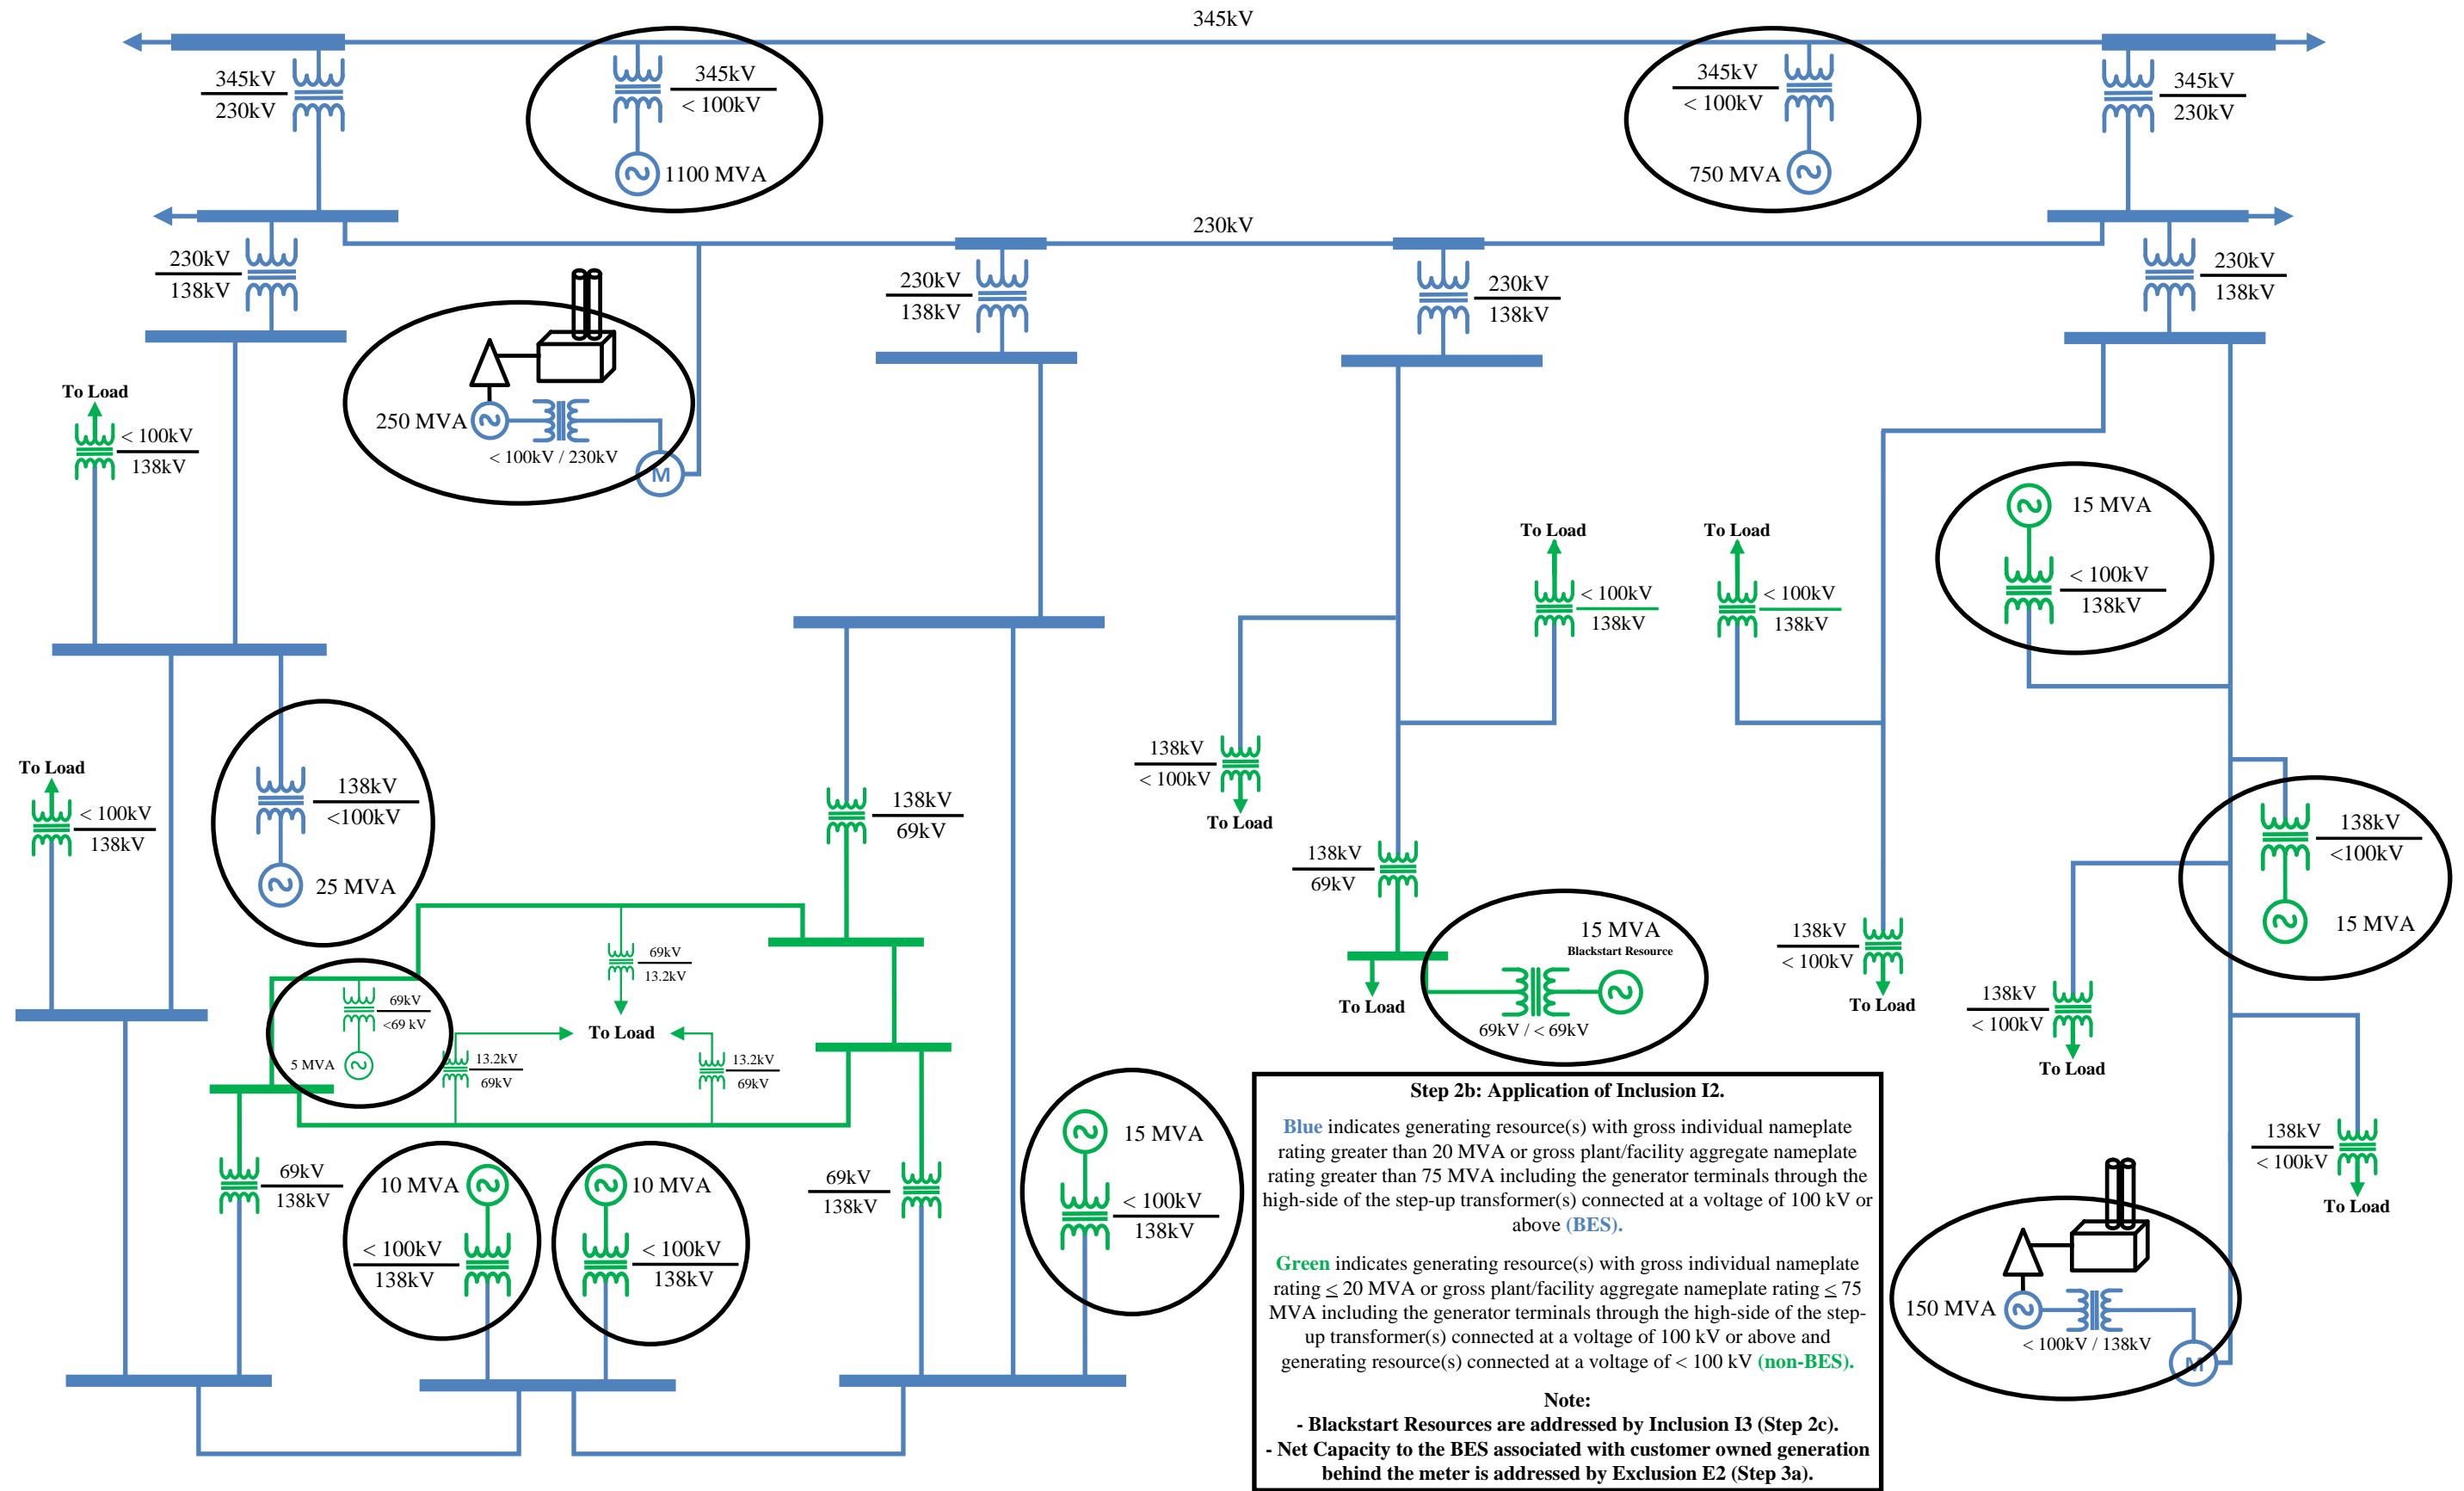 345kV
345kV
230kV
345kV
< 100kV
1100 MVA
345kV
< 100kV
750 MVA
345kV
230kV
230kV
230kV
138kV
230kV
138kV
230kV
138kV
230kV
138kV
250 MVA
< 100kV / 230kV
M
To Load
< 100kV
138kV
To Load
< 100kV
138kV
To Load
< 100kV
138kV
15 MVA
< 100kV
138kV
To Load
< 100kV
138kV
138kV
<100kV
25 MVA
138kV
69kV
138kV
< 100kV
To Load
138kV
69kV
138kV
<100kV
15 MVA
15 MVA
Blackstart Resource
69kV / < 69kV
To Load
138kV
< 100kV
To Load
138kV
< 100kV
To Load
69kV
13.2kV
To Load
69kV
<69 kV
5 MVA
13.2kV
69kV
13.2kV
69kV
69kV
138kV
10 MVA
< 100kV
138kV
10 MVA
< 100kV
138kV
69kV
138kV
15 MVA
< 100kV
138kV
138kV
< 100kV
To Load
150 MVA
< 100kV / 138kV
M
Step 2b: Application of Inclusion I2.
Blue indicates generating resource(s) with gross individual nameplate
rating greater than 20 MVA or gross plant/facility aggregate nameplate
rating greater than 75 MVA including the generator terminals through the
high-side of the step-up transformer(s) connected at a voltage of 100 kV or
above (BES).
Green indicates generating resource(s) with gross individual nameplate
rating ≤ 20 MVA or gross plant/facility aggregate nameplate rating ≤ 75
MVA including the generator terminals through the high-side of the step-
up transformer(s) connected at a voltage of 100 kV or above and
generating resource(s) connected at a voltage of < 100 kV (non-BES).
Note:
- Blackstart Resources are addressed by Inclusion I3 (Step 2c).
- Net Capacity to the BES associated with customer owned generation
behind the meter is addressed by Exclusion E2 (Step 3a).